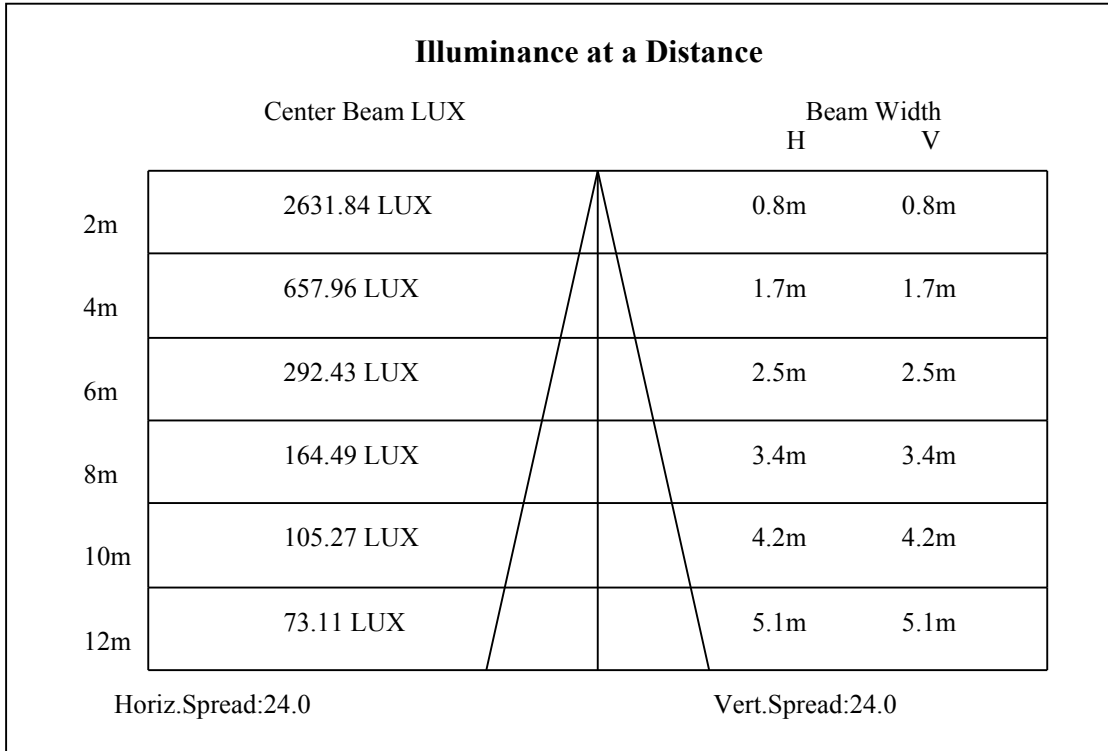 Illuminance at a Distance
Center Beam LUX Beam Width
H V
2m 2631.84 LUX 0.8m 0.8m
4m 657.96 LUX 1.7m 1.7m
6m 292.43 LUX 2.5m 2.5m
8m 164.49 LUX 3.4m 3.4m
10m 105.27 LUX 4.2m 4.2m
12m 73.11 LUX 5.1m 5.1m
Horiz.Spread:24.0 Vert.Spread:24.0